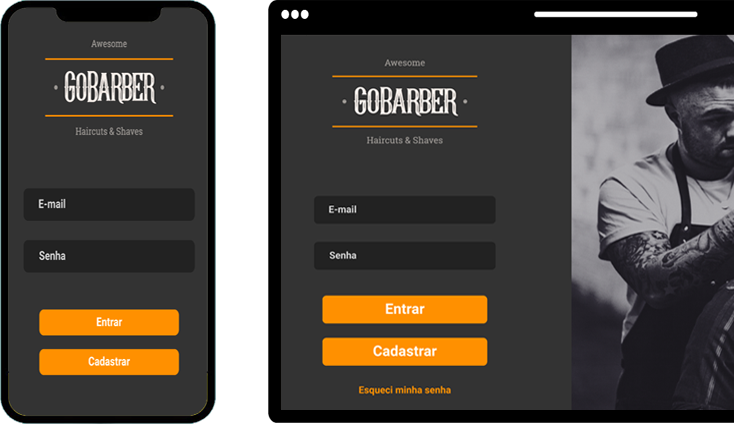 Awesome
GOBARBER
Haircuts & Shaves
E-mail
Senha
Entrar
Cadastrar
Awesome
GOBARBER
Haircuts & Shaves
E-mail
Senha
Entrar
Cadastrar
Esqueci minha senha